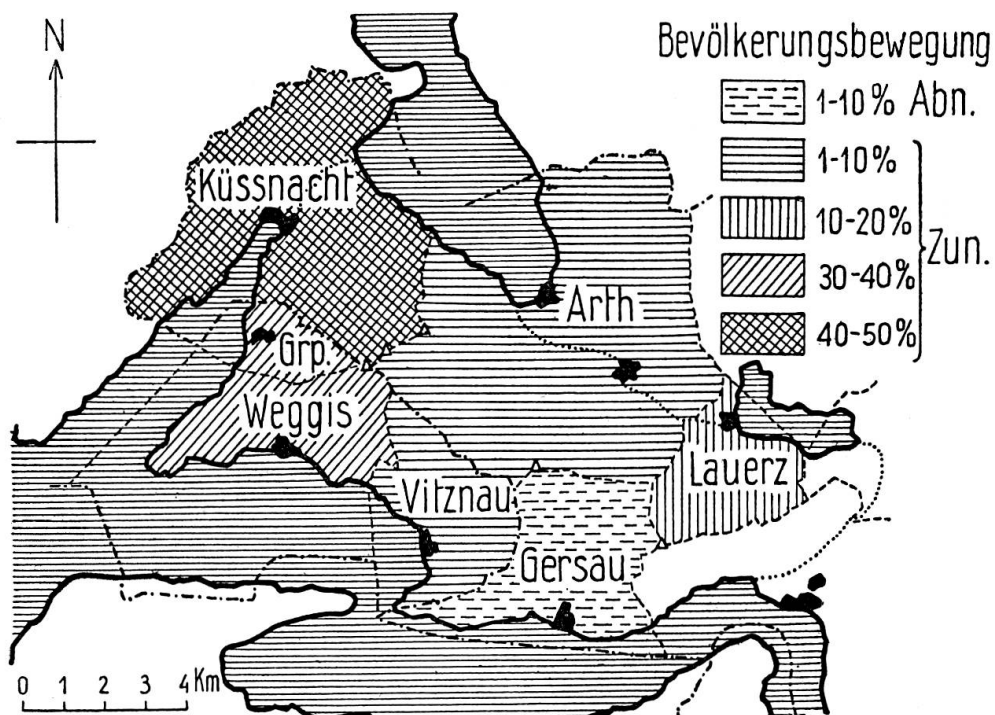 N
Bevölkerungsbewegung
1-10% Abn.
1-10%
10-20%
30-40%
40-50%
Zun.
Küssnacht
Arth
Grp.
Weggis
Lauerz
Vitznau
Gersau
0 1 2 3 4 Km